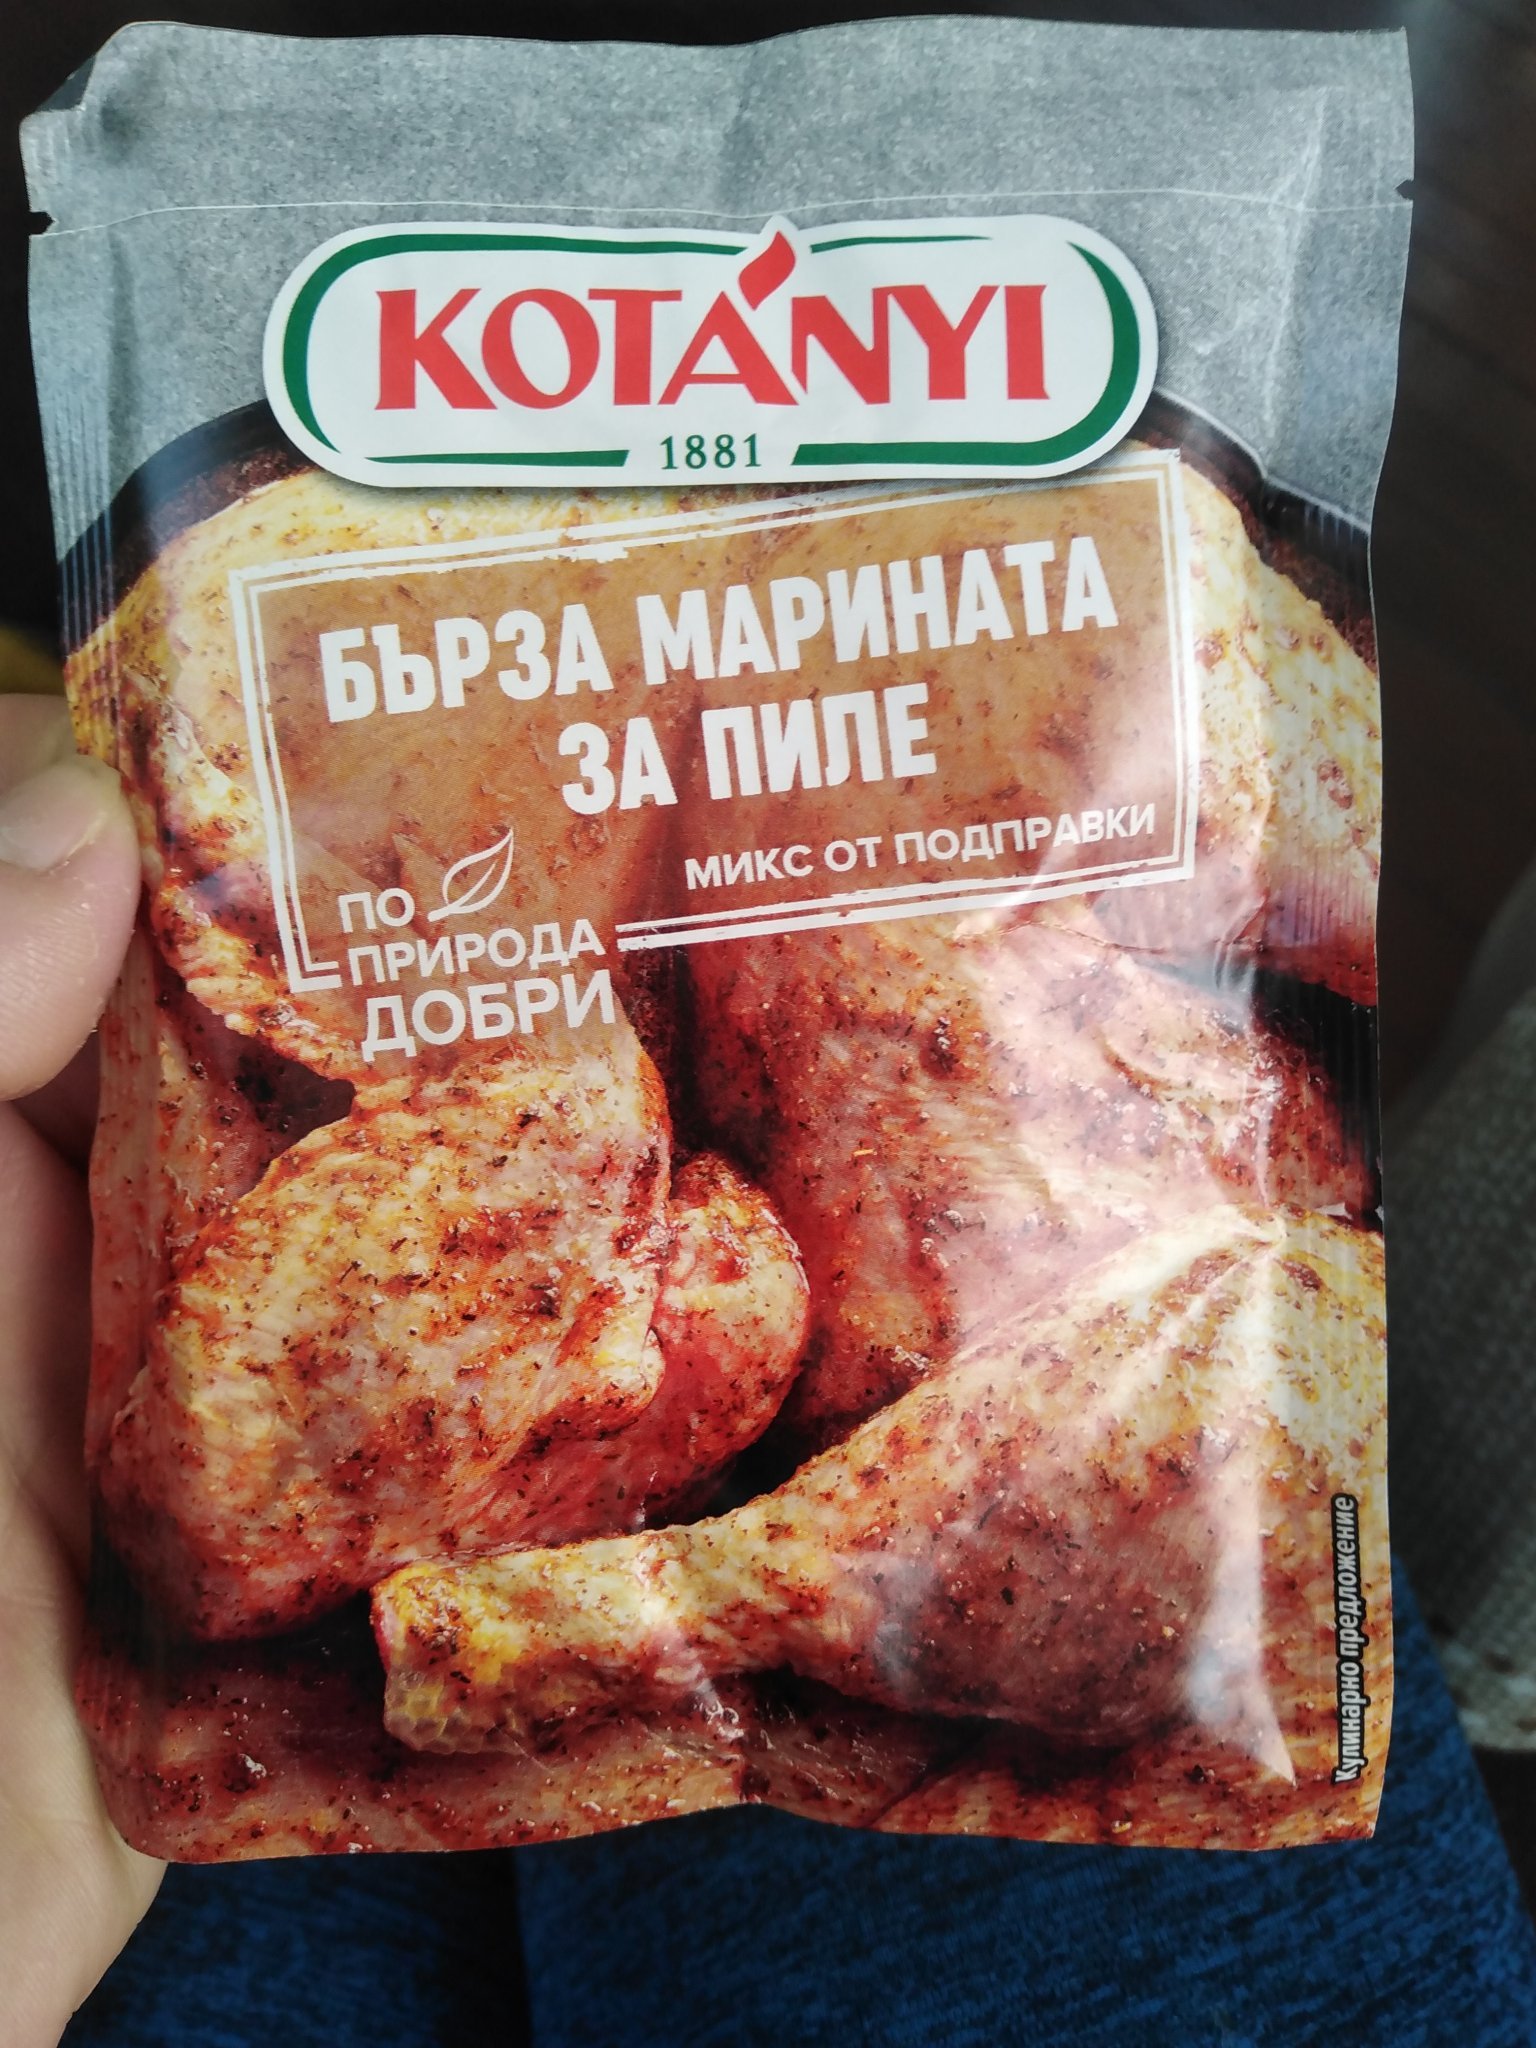 KOTÁNYI
1881
БЪРЗА МАРИНАТА
ЗА ПИЛЕ
МИКС ОТ ПОДПРАВКИ
ПО
ПРИРОДА
ДОБРИ
Кулинарно предложение